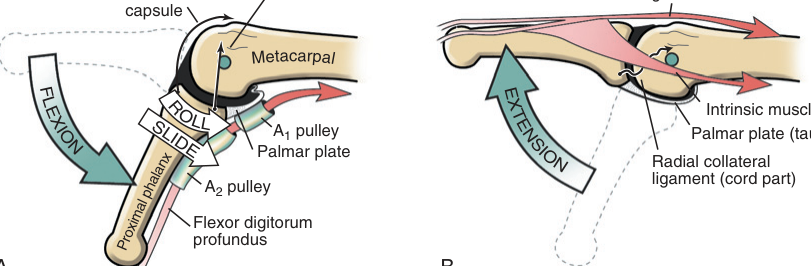 capsule
Metacarpal
FLEXION
ROLL
SLIDE
A1 pulley
Palmar plate
A2 pulley
Proximal phalanx
Flexor digitorum
profundus
A
EXTENSION
Intrinsic muscl
Palmar plate (tau
Radial collateral
ligament (cord part)
B